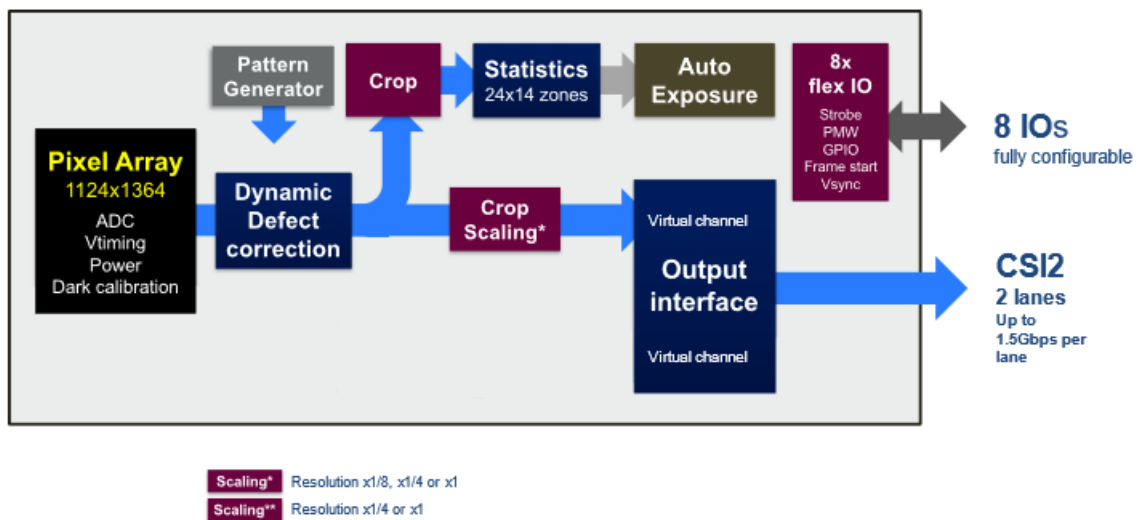 Pattern
Generator
Crop
Statistics
24x14 zones
Auto
Exposure
8x
flex IO
Strobe
PMW
GPIO
Frame start
Vsync
8 IOs
fully configurable
Pixel Array
1124x1364
ADC
Vtiming
Power
Dark calibration
Dynamic
Defect
correction
Crop
Scaling*
Virtual channel
Output
interface
Virtual channel
CSI2
2 lanes
Up to
1.5Gbps per
lane
Scaling* Resolution x1/8, x1/4 or x1
Scaling** Resolution x1/4 or x1